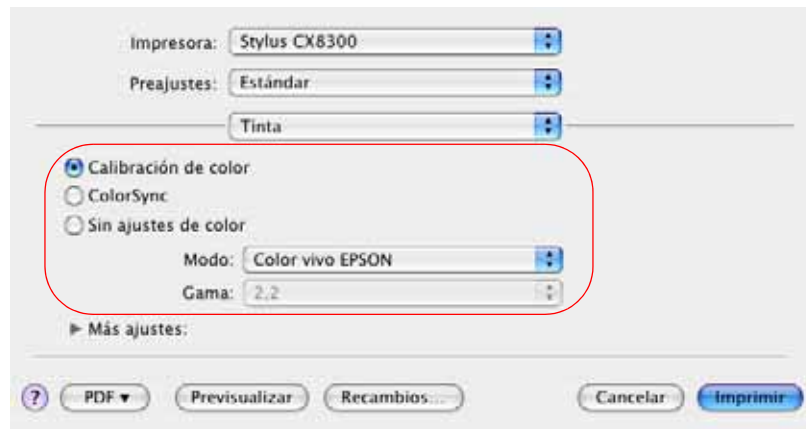 Impresora: Stylus CX8300
Preajustes: Estándar
Tinta
Calibración de color
ColorSync
Sin ajustes de color
Modo: Color vivo EPSON
Gama: 2,2
Más ajustes:
? PDF Previsualizar Recambios... Cancelar Imprimir